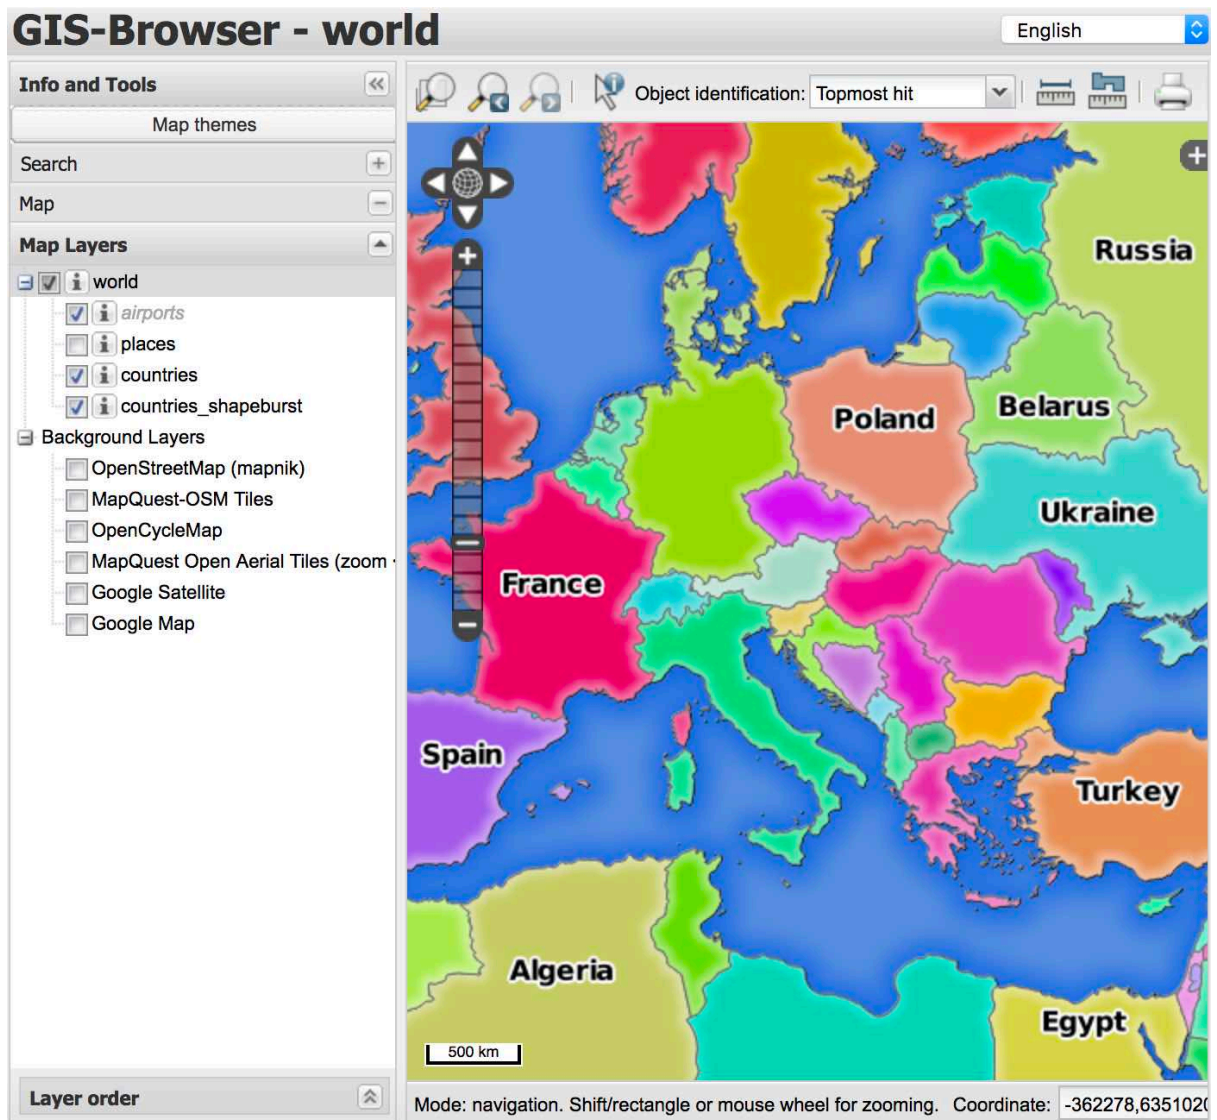 GIS-Browser - world
English
Info and Tools
Map themes
Search
Map
Map Layers
world
airports
places
countries
countries_shapeburst
Background Layers
OpenStreetMap (mapnik)
MapQuest-OSM Tiles
OpenCycleMap
MapQuest Open Aerial Tiles (zoom
Google Satellite
Google Map
Layer order
Object identification: Topmost hit
Russia
Poland
Belarus
Ukraine
France
Spain
Turkey
Algeria
Egypt
500 km
Mode: navigation. Shift/rectangle or mouse wheel for zooming. Coordinate: -362278,6351020